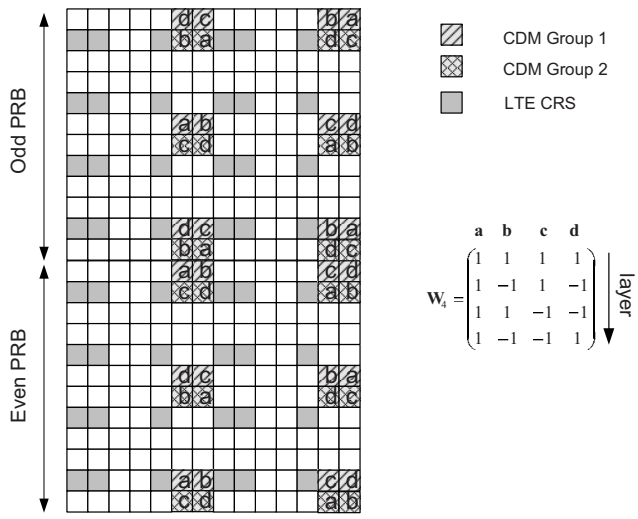 d c b a
b a d c
a b c d
c d a b
d c b a
b a d c
a b c d
c d a b
d c b a
b a d c
a b c d
c d a b
Odd PRB
Even PRB
CDM Group 1
CDM Group 2
LTE CRS
a b c d
W4 = 1 1 1 1
1 −1 1 −1
1 1 −1 −1
1 −1 −1 1
layer